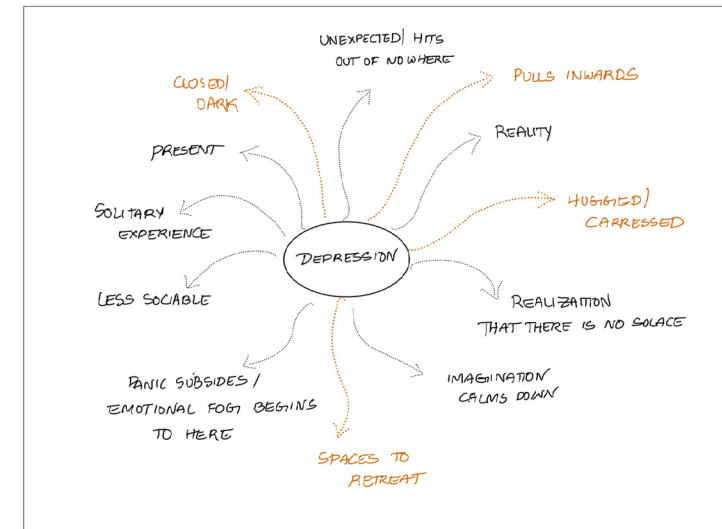 UNEXPECTED/ HITS
OUT OF NOWHERE
CLOSED/
DARK
PULLS INWARDS
PRESENT
REALITY
SOLITARY
EXPERIENCE
HUGGIED/
CARRESSED
DEPRESSION
LESS SOCIABLE
REALIZATION
THAT THERE IS NO SOLACE
PANIC SUBSIDES /
EMOTIONAL FOG BEGINS
TO HERE
IMAGINATION
CALMS DOWN
SPACES TO
RETREAT